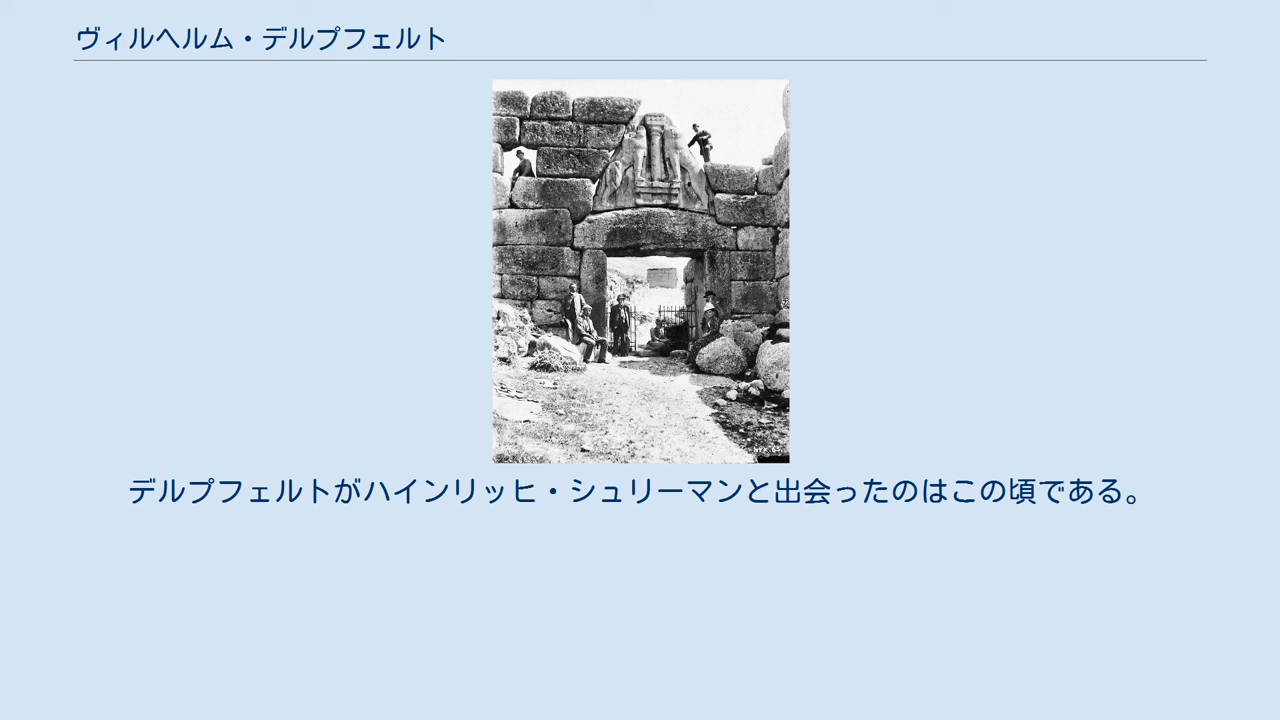 ヴィルヘルム・デルプフェルト
デルプフェルトがハインリッヒ・シュリーマンと出会ったのはこの頃である。